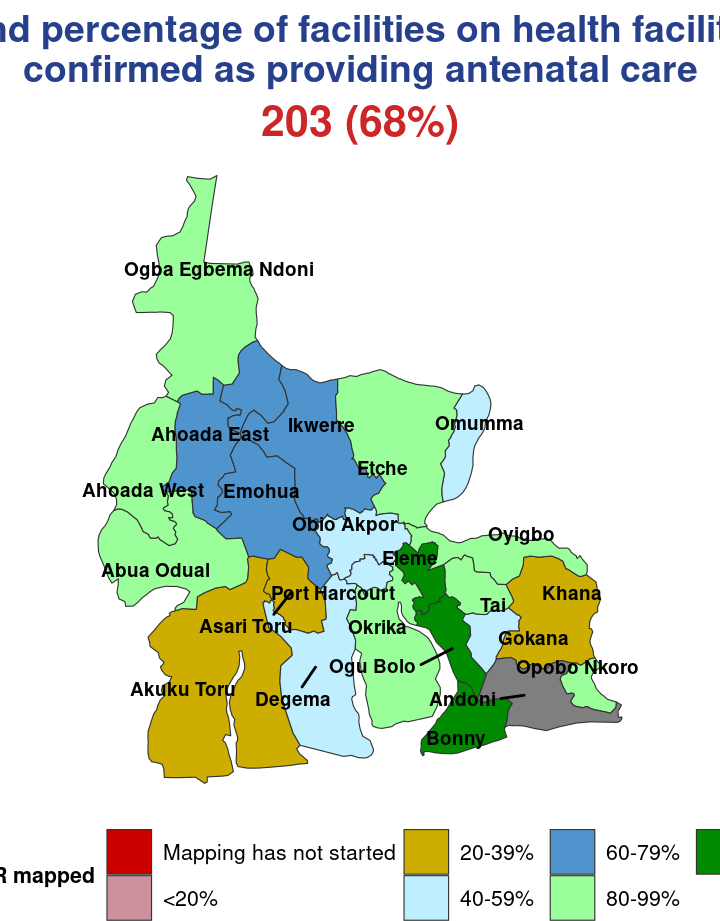 percentage of facilities on health
confirmed as providing antenatal care
203 (68%)
Ogba Egbema Ndoni
Omumma
Ikwerre
Ahoada East
Etche
Ahoada West
Emohua
Obio Akpor
Oyigbo
Eleme
Abua Odual
Port Harcourt
Khana
Tai
Asari Toru
Okrika
Gokana
Ogu Bolo
Opobo Nkoro
Akuku Toru
Degema
Andoni
Bonny
Mapping has not started
20-39%
60-79%
mapped
<20%
40-59%
80-99%